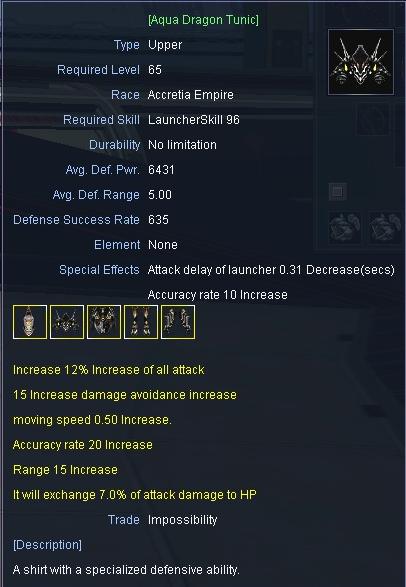 [Aqua Dragon Tunic]
Type Upper
Required Level 65
Race Accretia Empire
Required Skill LauncherSkill 96
Durability No limitation
Avg. Def. Pwr. 6431
Avg. Def. Range 5.00
Defense Success Rate 635
Element None
Special Effects Attack delay of launcher 0.31 Decrease(secs)
Accuracy rate 10 Increase
Increase 12% Increase of all attack
15 Increase damage avoidance increase
moving speed 0.50 Increase.
Accuracy rate 20 Increase
Range 15 Increase
It will exchange 7.0% of attack damage to HP
Trade Impossibility
[Description]
A shirt with a specialized defensive ability.